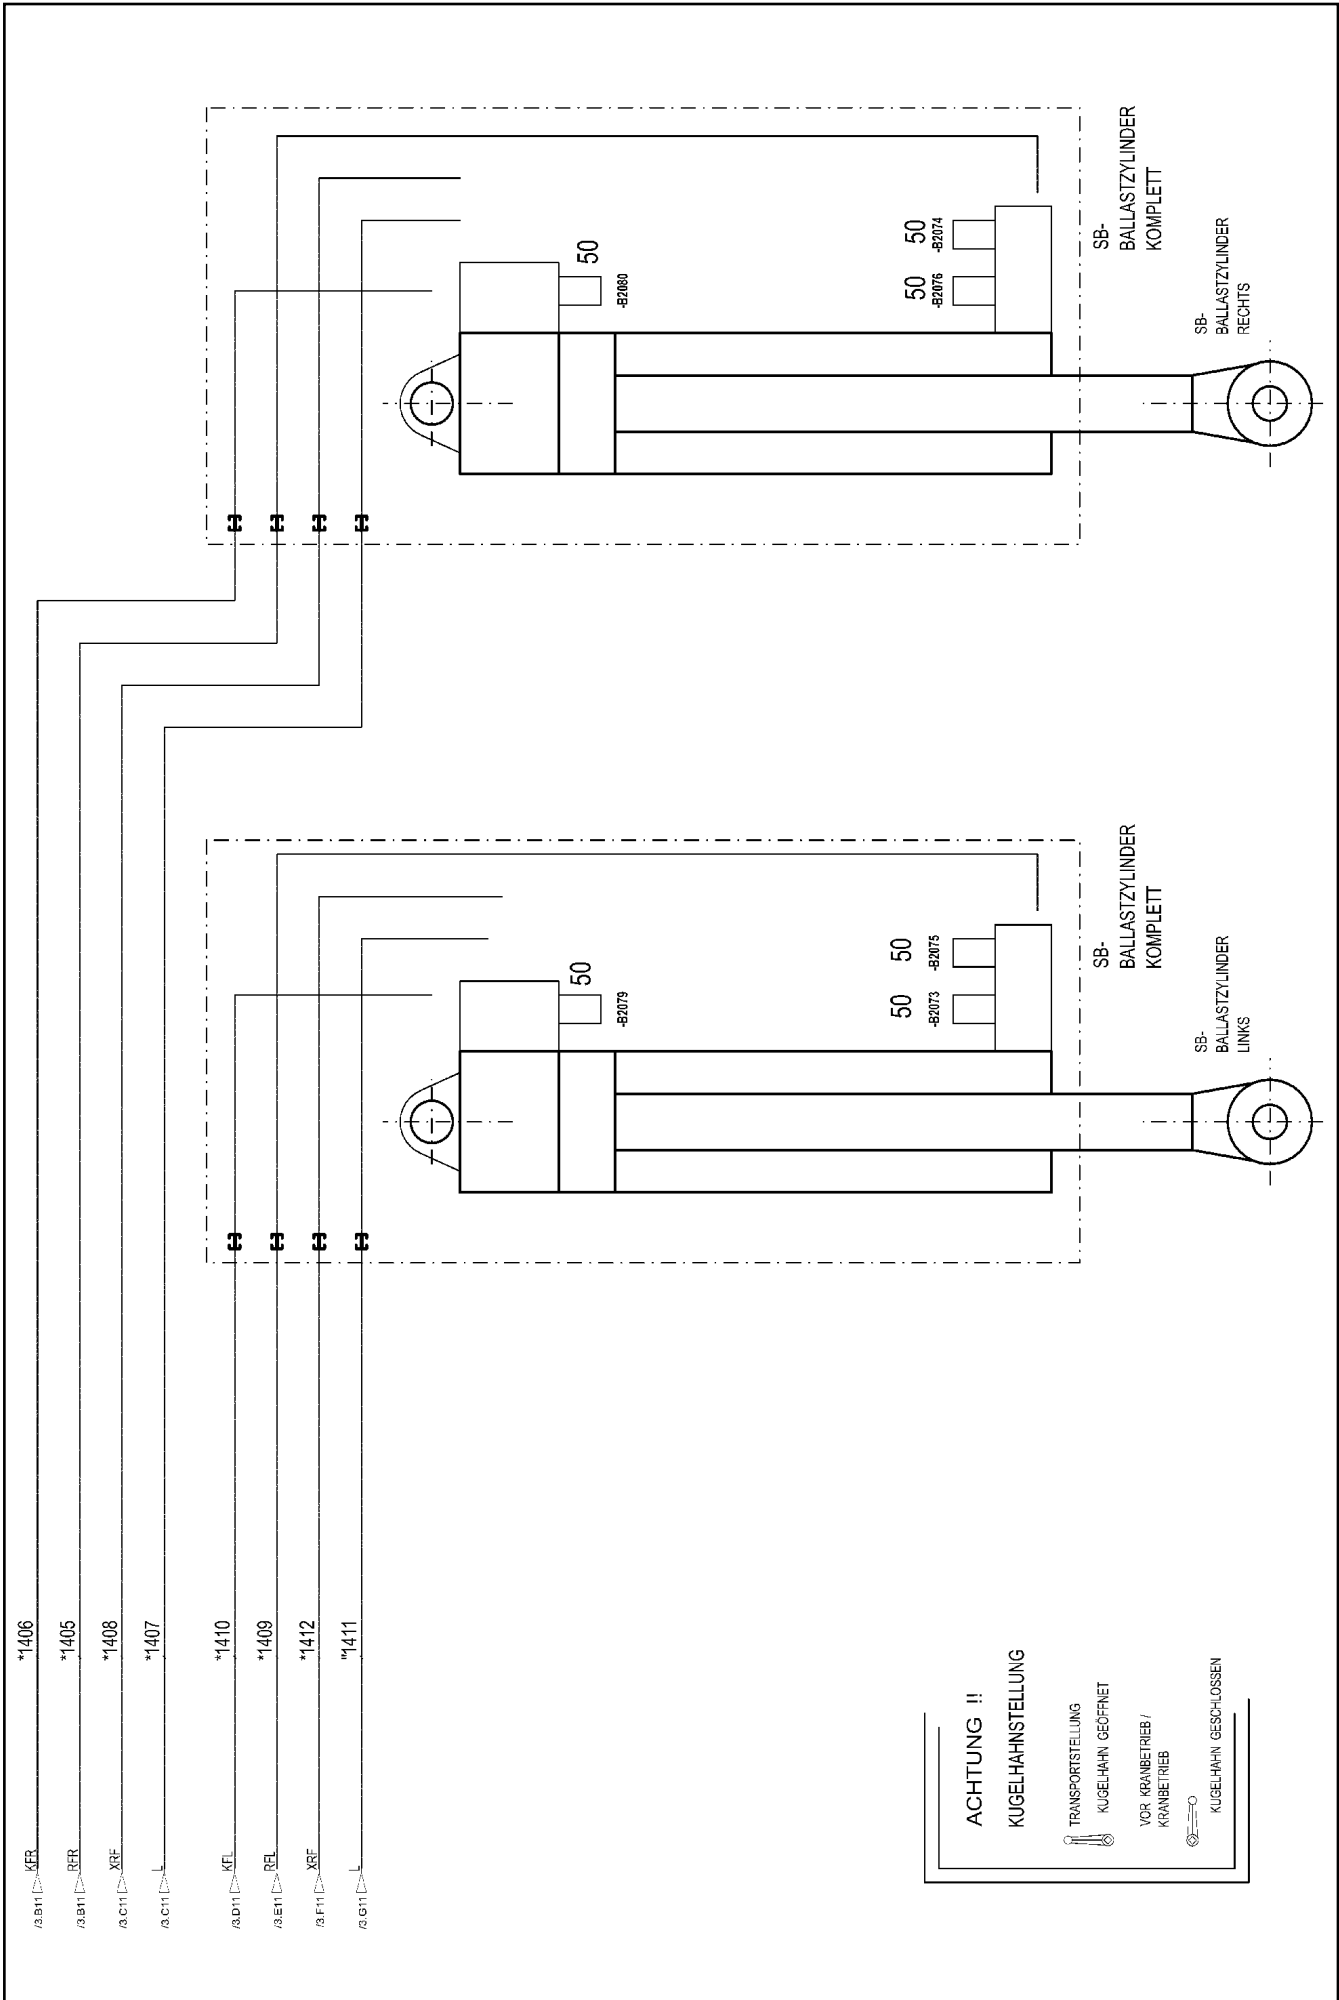 KFR
/3.B11
*1406
RFR
/3.B11
*1405
XRF
/3.C11
*1408
L
/3.C11
*1407
KFL
/3.D11
*1410
RFL
/3.E11
*1409
XRF
/3.F11
*1412
L
/3.G11
"1411
50
-B2079
50
-B2073
50
-B2075
SB-
BALLASTZYLINDER
KOMPLETT
SB-
BALLASTZYLINDER
LINKS
50
-B2080
50
-B2076
50
-B2074
SB-
BALLASTZYLINDER
KOMPLETT
SB-
BALLASTZYLINDER
RECHTS
ACHTUNG !!
KUGELHAHNSTELLUNG
TRANSPORTSTELLUNG
KUGELHAHN GEÖFFNET
VOR KRANBETRIEB /
KRANBETRIEB
KUGELHAHN GESCHLOSSEN